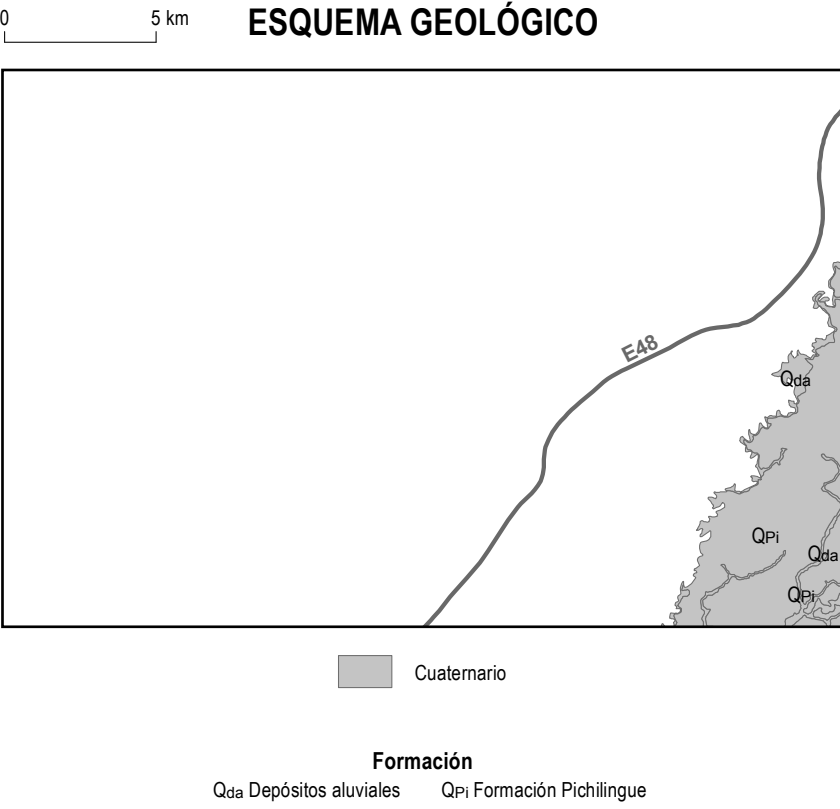 0 5 km ESQUEMA GEOLÓGICO
E48
Qda
QPi
Qda
QPi
Cuaternario
Formación
Qda Depósitos aluviales QPi Formación Pichilingue